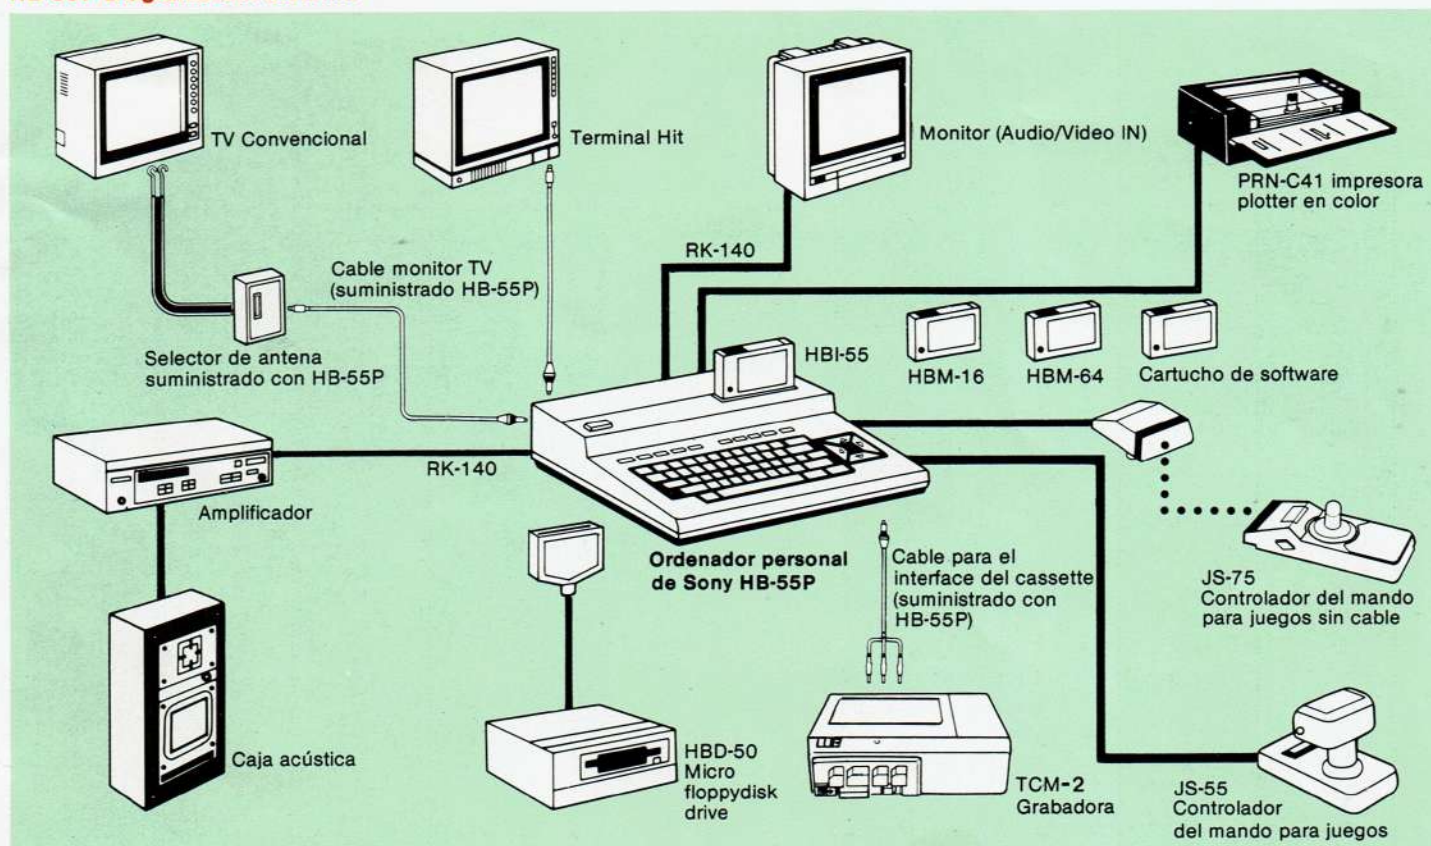 TV Convencional
Terminal Hit
Monitor (Audio/Video IN)
PRN-C41 impresora
plotter en color
RK-140
Cable monitor TV
(suministrado HB-55P)
Selector de antena
suministrado con HB-55P
HBI-55
HBM-16
HBM-64
Cartucho de software
RK-140
Amplificador
Ordenador personal
de Sony HB-55P
Cable para el
interface del cassette
(suministrado con
HB-55P)
JS-75
Controlador del mando
para juegos sin cable
Caja acústica
HBD-50
Micro
floppydisk
drive
TCM-2
Grabadora
JS-55
Controlador
del mando para juegos